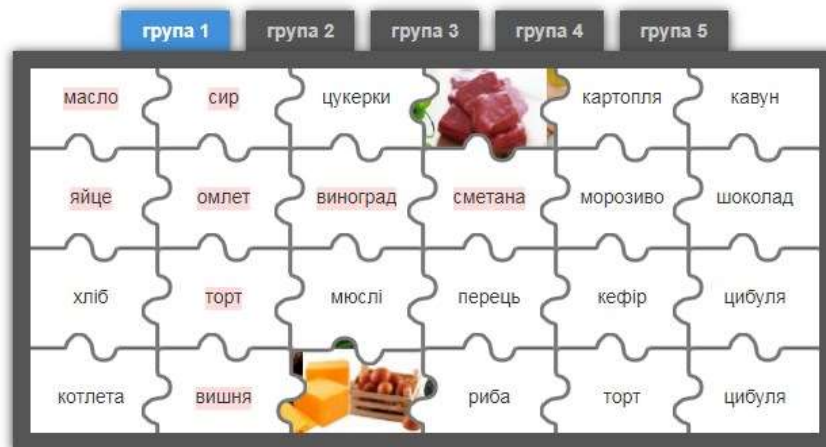 група 1 група 2 група 3 група 4 група 5
масло сир цукерки картопля кавун
яйце омлет виноград сметана морозиво шоколад
хліб торт мюслі перець кефір цибуля
котлета вишня риба торт цибуля